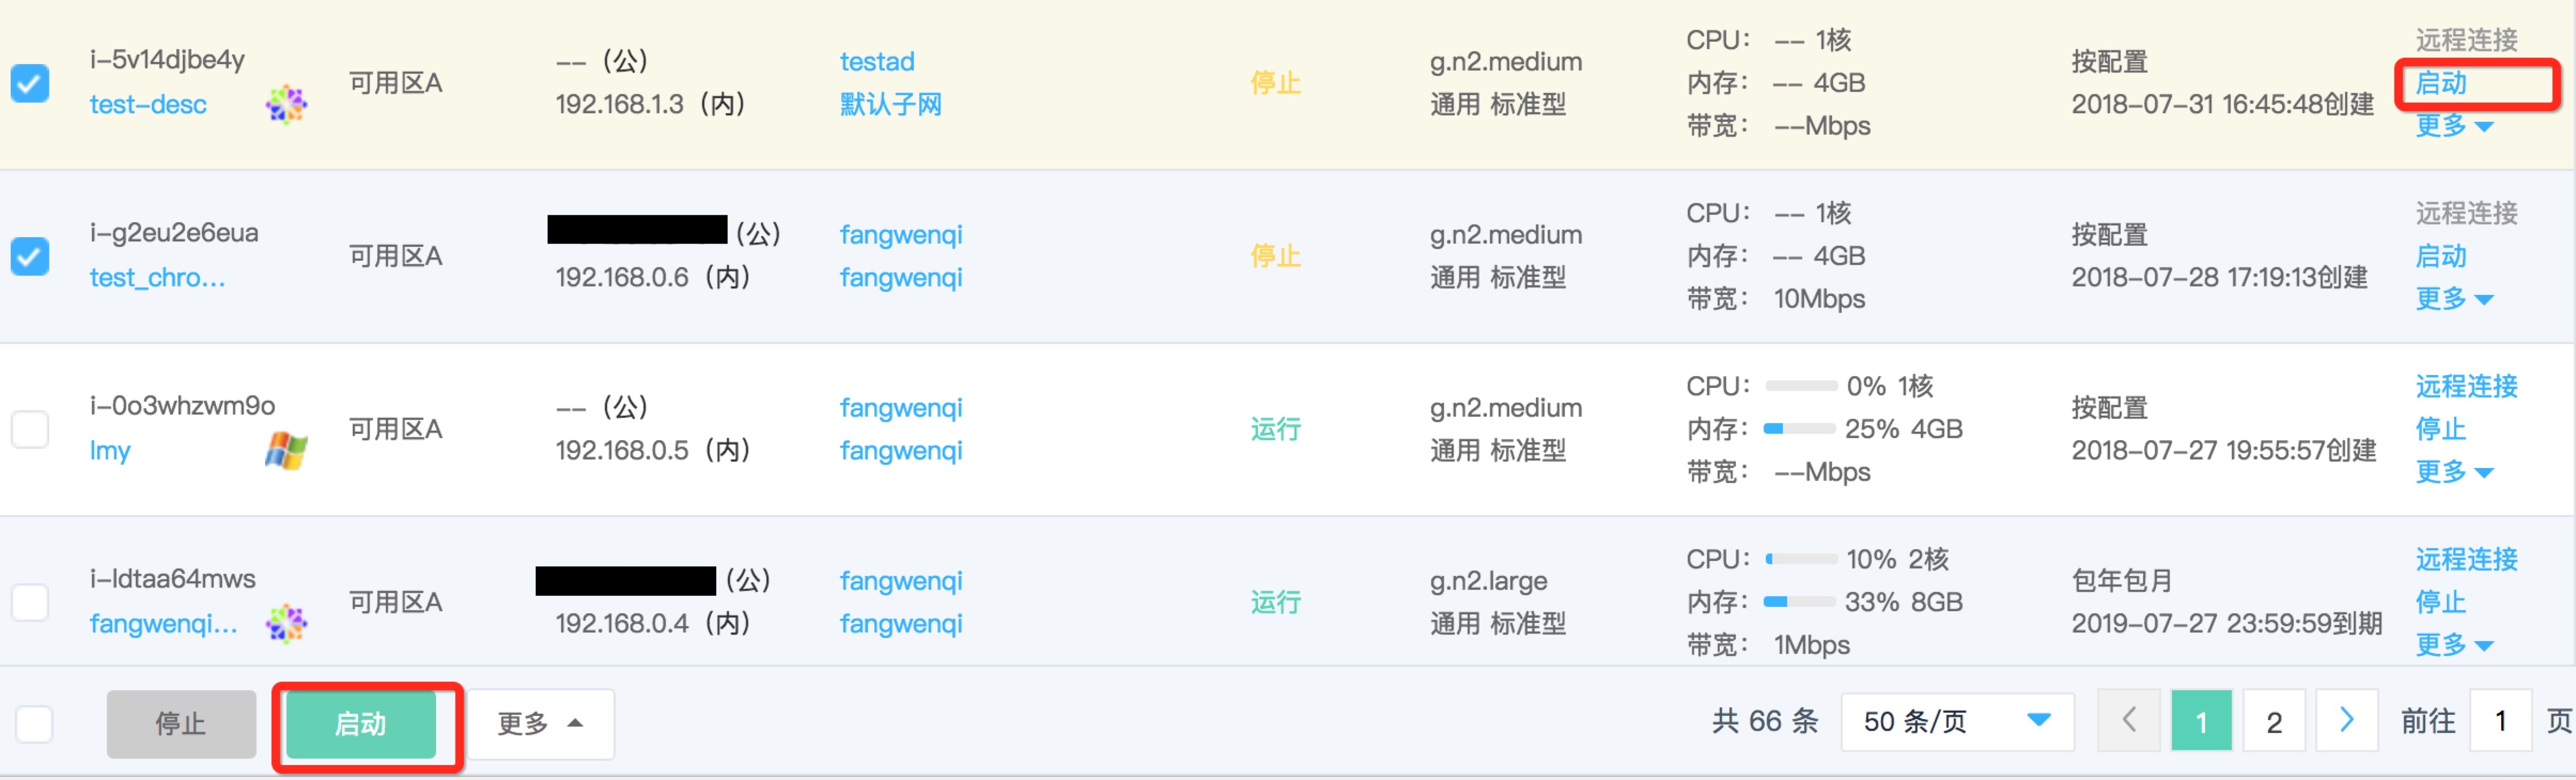 i-5v14djbe4y
test-desc
可用区A
-- (公)
192.168.1.3 (内)
testad
默认子网
停止
g.n2.medium
通用 标准型
CPU: -- 1核
内存: -- 4GB
带宽: --Mbps
按配置
2018-07-31 16:45:48创建
远程连接
启动
更多
i-g2eu2e6eua
test_chro...
可用区A
(公)
192.168.0.6 (内)
fangwenqi
fangwenqi
停止
g.n2.medium
通用 标准型
CPU: -- 1核
内存: -- 4GB
带宽: 10Mbps
按配置
2018-07-28 17:19:13创建
远程连接
启动
更多
i-0o3whzwm9o
lmy
可用区A
-- (公)
192.168.0.5 (内)
fangwenqi
fangwenqi
运行
g.n2.medium
通用 标准型
CPU: 0% 1核
内存: 25% 4GB
带宽: --Mbps
按配置
2018-07-27 19:55:57创建
远程连接
停止
更多
i-ldtaa64mws
fangwenqi...
可用区A
(公)
192.168.0.4 (内)
fangwenqi
fangwenqi
运行
g.n2.large
通用 标准型
CPU: 10% 2核
内存: 33% 8GB
带宽: 1Mbps
包年包月
2019-07-27 23:59:59到期
远程连接
停止
更多
停止 启动 更多 共 66 条 50 条/页 1 2 前往 1 页